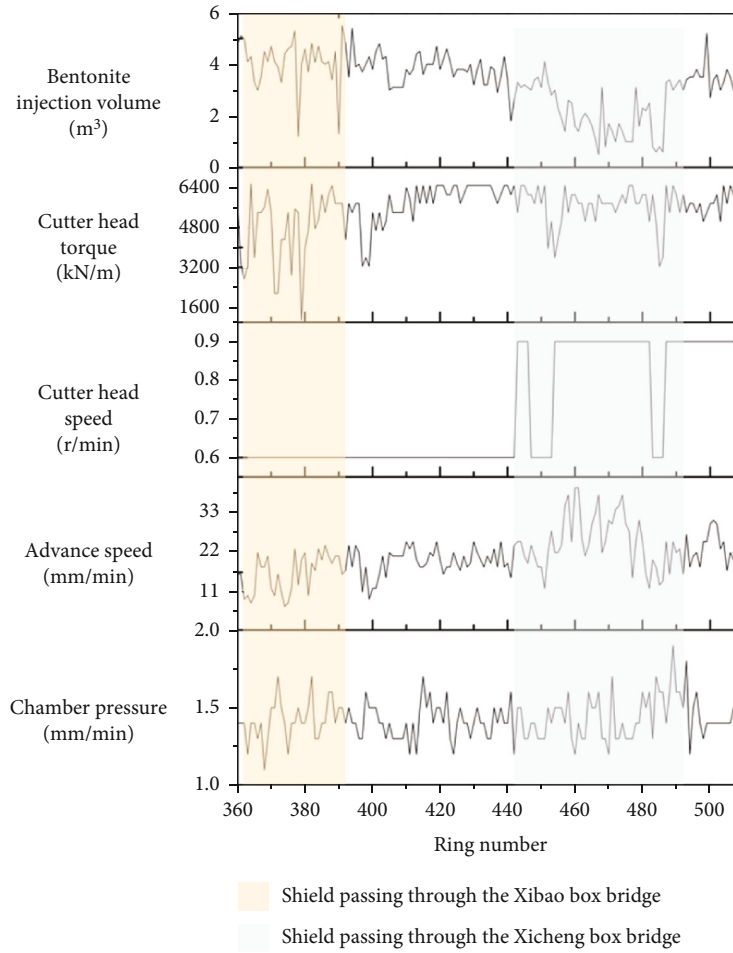 6
4
2
0
Bentonite
injection volume
(m³)
6400
4800
3200
1600
Cutter head
torque
(kN/m)
0.9
0.8
0.7
0.6
Cutter head
speed
(r/min)
33
22
11
Advance speed
(mm/min)
2.0
1.5
1.0
Chamber pressure
(mm/min)
360 380 400 420 440 460 480 500
Ring number
Shield passing through the Xibao box bridge
Shield passing through the Xicheng box bridge